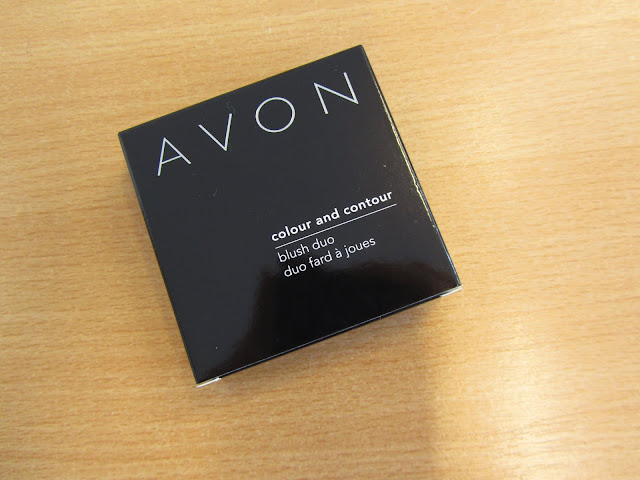 AVON
colour and contour
blush duo
duo fard à joues